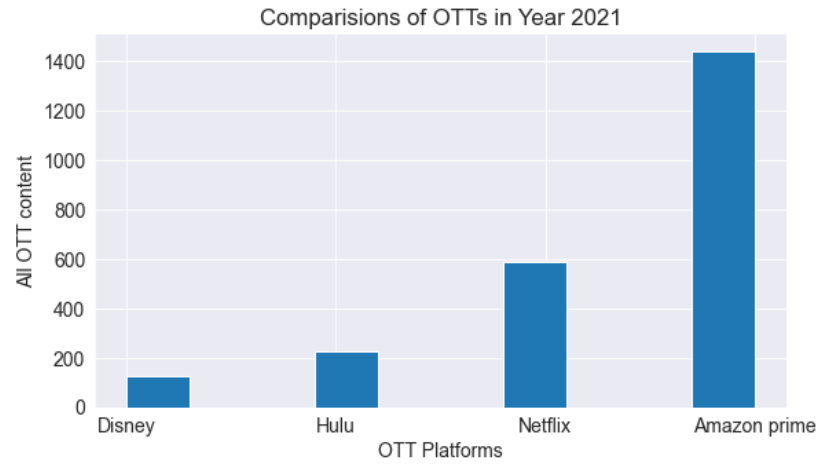 Comparisions of OTTs in Year 2021
1400
1200
1000
800
600
400
200
0
All OTT content
Disney Hulu Netflix Amazon prime
OTT Platforms